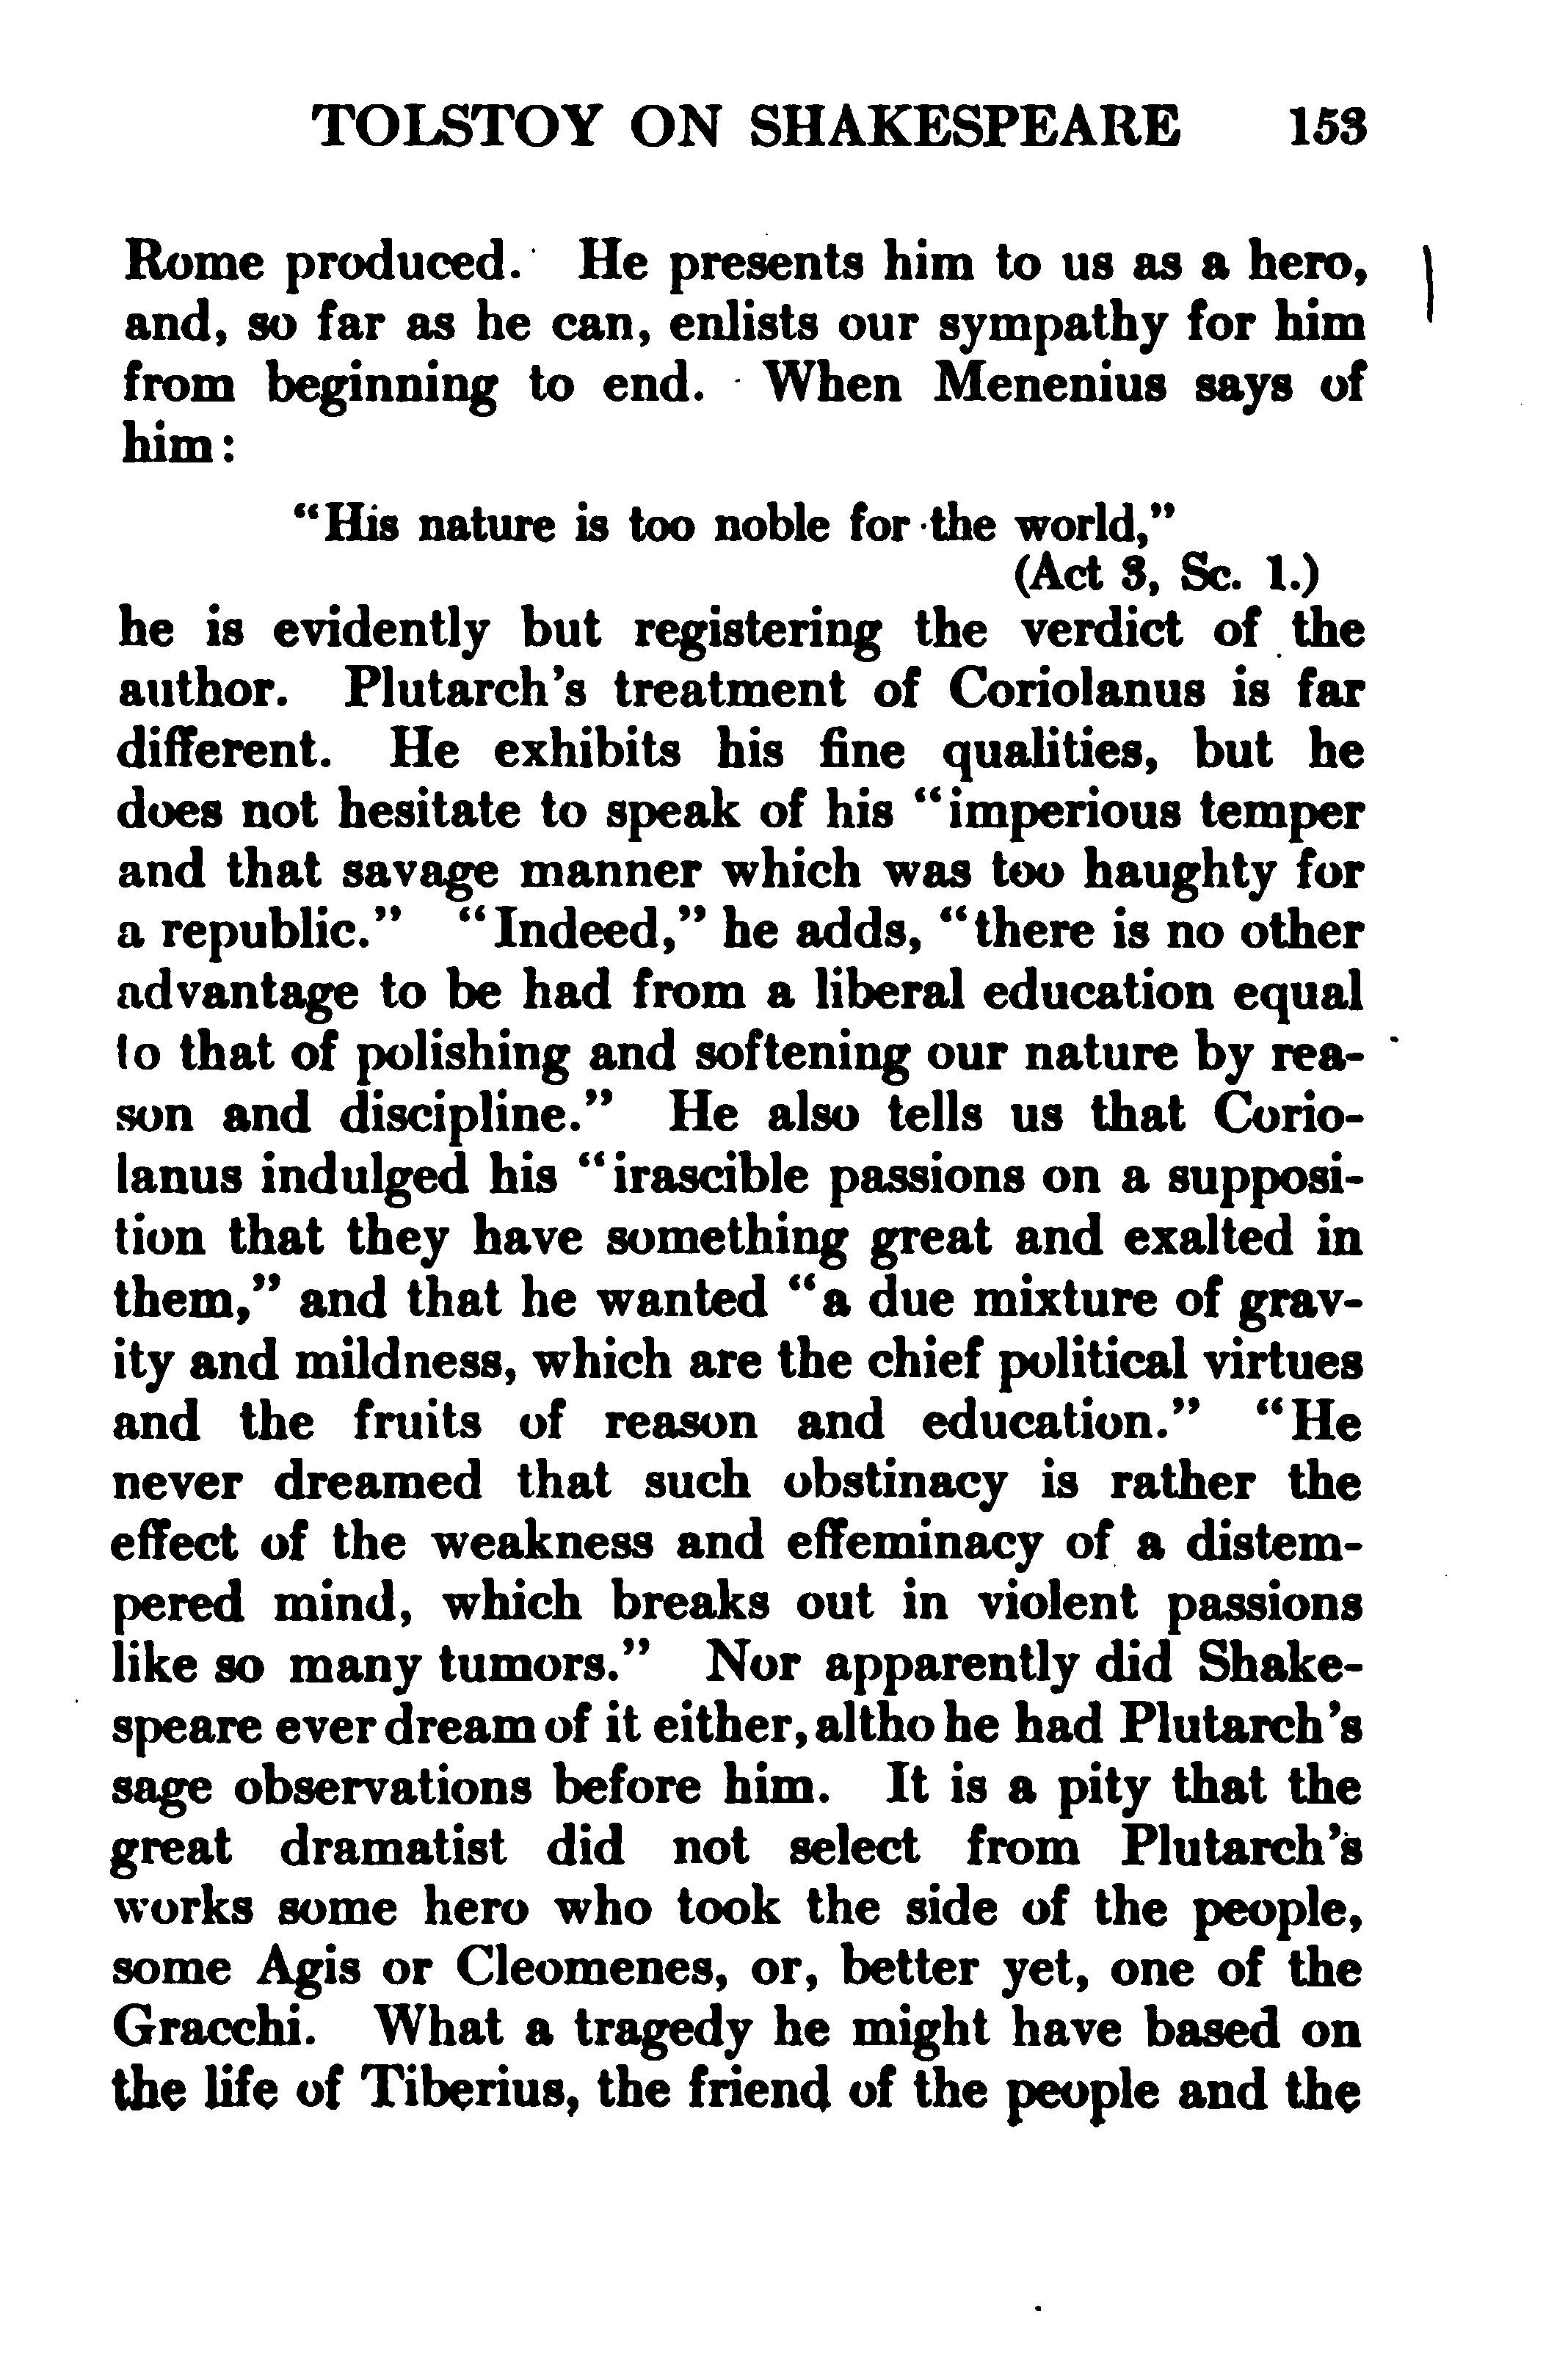 TOLSTOY ON SHAKESPEARE 153
Rome produced. He presents him to us as a hero,
and, so far as he can, enlists our sympathy for him
from beginning to end. When Menenius says of
him:
“His nature is too noble for the world,”
(Act 3, Sc. 1.)
he is evidently but registering the verdict of the
author. Plutarch’s treatment of Coriolanus is far
different. He exhibits his fine qualities, but he
does not hesitate to speak of his “imperious temper
and that savage manner which was too haughty for
a republic.” “Indeed,” he adds, “there is no other
advantage to be had from a liberal education equal
to that of polishing and softening our nature by rea-
son and discipline.” He also tells us that Corio-
lanus indulged his “irascible passions on a supposi-
tion that they have something great and exalted in
them,” and that he wanted “a due mixture of grav-
ity and mildness, which are the chief political virtues
and the fruits of reason and education.” “He
never dreamed that such obstinacy is rather the
effect of the weakness and effeminacy of a distem-
pered mind, which breaks out in violent passions
like so many tumors.” Nor apparently did Shake-
speare ever dream of it either, altho he had Plutarch’s
sage observations before him. It is a pity that the
great dramatist did not select from Plutarch’s
works some hero who took the side of the people,
some Agis or Cleomenes, or, better yet, one of the
Gracchi. What a tragedy he might have based on
the life of Tiberius, the friend of the people and the